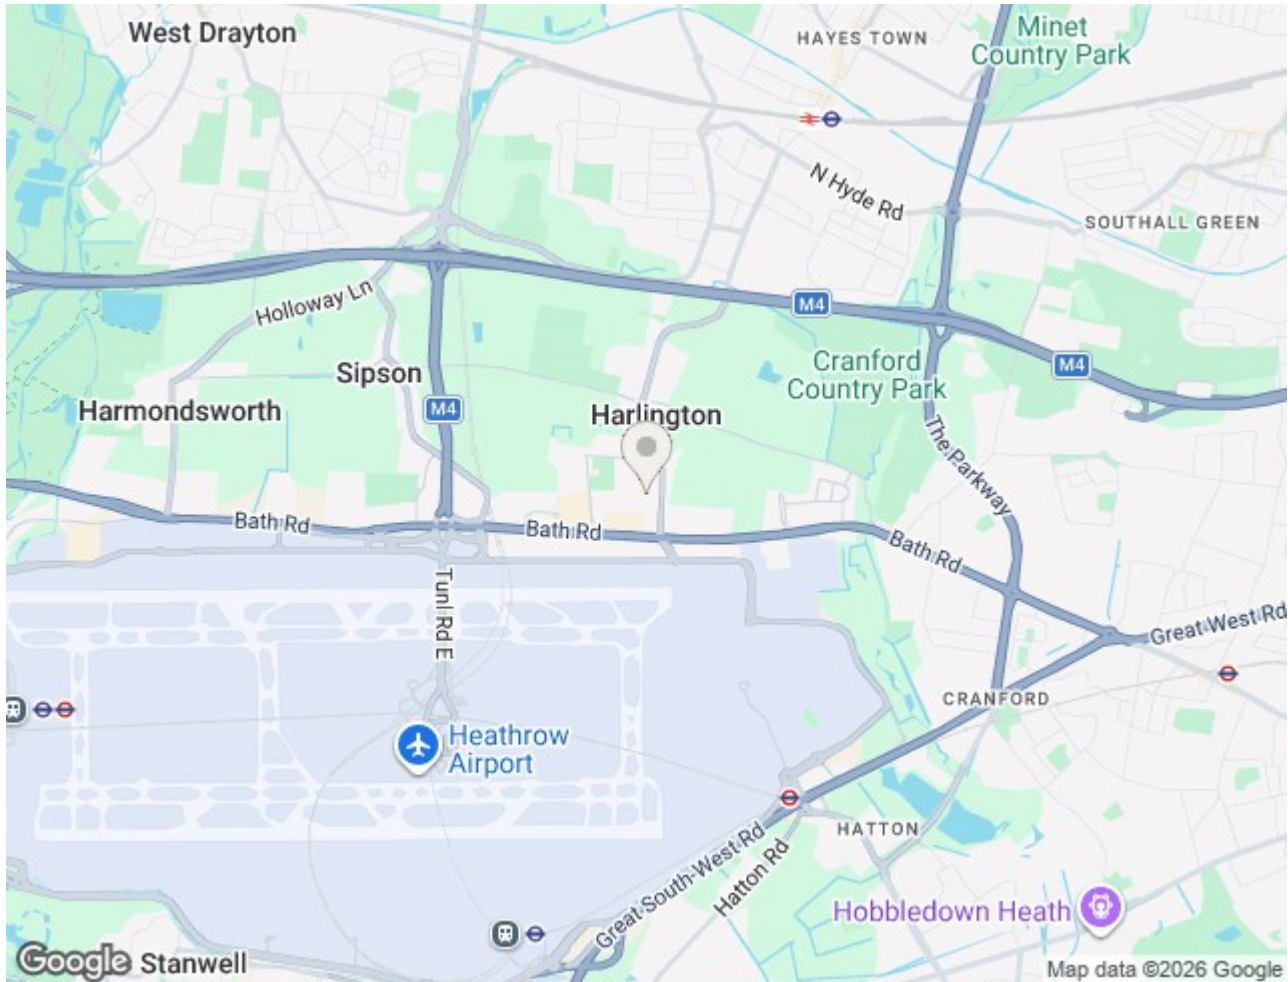 West Drayton
HAYES TOWN
Minet
Country Park
N Hyde Rd
SOUTHALL GREEN
Holloway Ln
M4
Sipson
Cranford
Country Park
M4
Harmondsworth
M4
Harlington
The Parkway
Bath Rd
Bath Rd
Bath Rd
Tunl Rd E
Great West Rd
CRANFORD
Heathrow
Airport
HATTON
Great South-West Rd
Hatton Rd
Hobbledown Heath
Google
Stanwell
Map data ©2026 Google